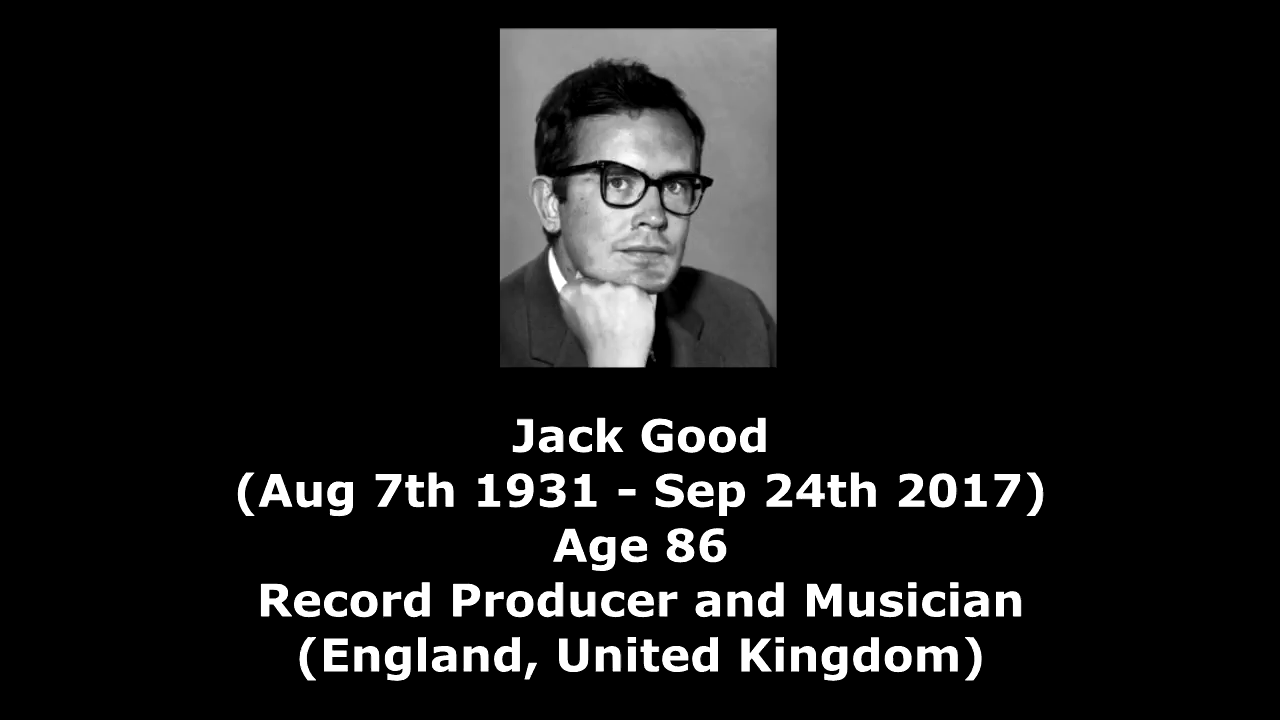 Jack Good
(Aug 7th 1931 - Sep 24th 2017)
Age 86
Record Producer and Musician
(England, United Kingdom)